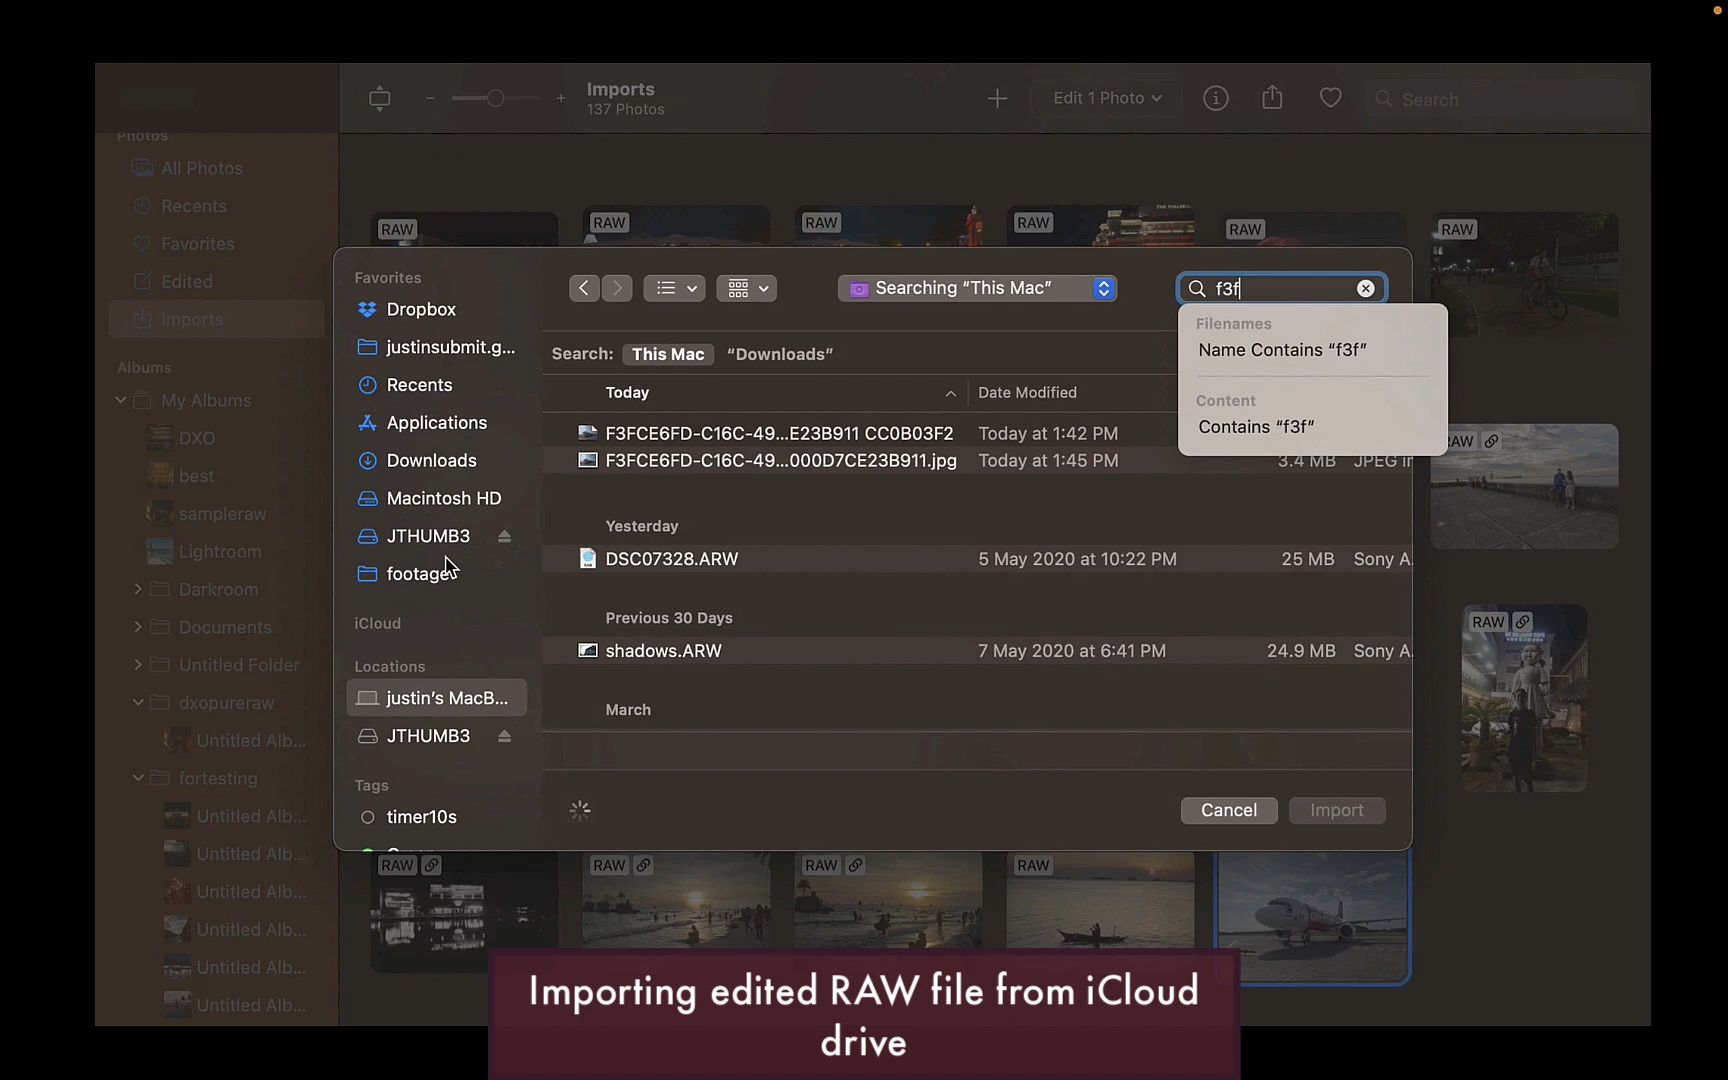 Imports
137 Photos
Edit 1 Photo
Search
Photos
All Photos
Recents
Favorites
Edited
Imports
Albums
My Albums
DXO
best
sampleraw
Lightroom
Darkroom
Documents
Untitled Folder
dxopureraw
Untitled Alb...
fortesting
Untitled Alb...
Untitled Alb...
Untitled Alb...
Untitled Alb...
Untitled Alb...
Untitled Alb...
RAW
RAW
RAW
RAW
RAW
RAW
Favorites
Dropbox
justinsubmit.g...
Recents
Applications
Downloads
Macintosh HD
JTHUMB3
footage
iCloud
Locations
justin's MacB...
JTHUMB3
Tags
timer10s
Searching “This Mac”
f3f
Filenames
Name Contains “f3f”
Content
Contains “f3f”
Search: This Mac “Downloads”
Today Date Modified
F3FCE6FD-C16C-49...E23B911 CC0B03F2 Today at 1:42 PM
F3FCE6FD-C16C-49...000D7CE23B911.jpg Today at 1:45 PM 3.4 MB JPEG
Yesterday
DSC07328.ARW 5 May 2020 at 10:22 PM 25 MB Sony A
Previous 30 Days
shadows.ARW 7 May 2020 at 6:41 PM 24.9 MB Sony A
March
Cancel Import
RAW
RAW
RAW
RAW
RAW
RAW
Importing edited RAW file from iCloud
drive